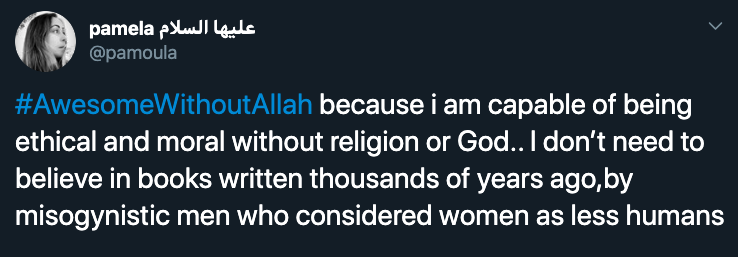 pamela عليها السلام
@pamoula
#AwesomeWithoutAllah because i am capable of being
ethical and moral without religion or God.. I don't need to
believe in books written thousands of years ago,by
misogynistic men who considered women as less humans